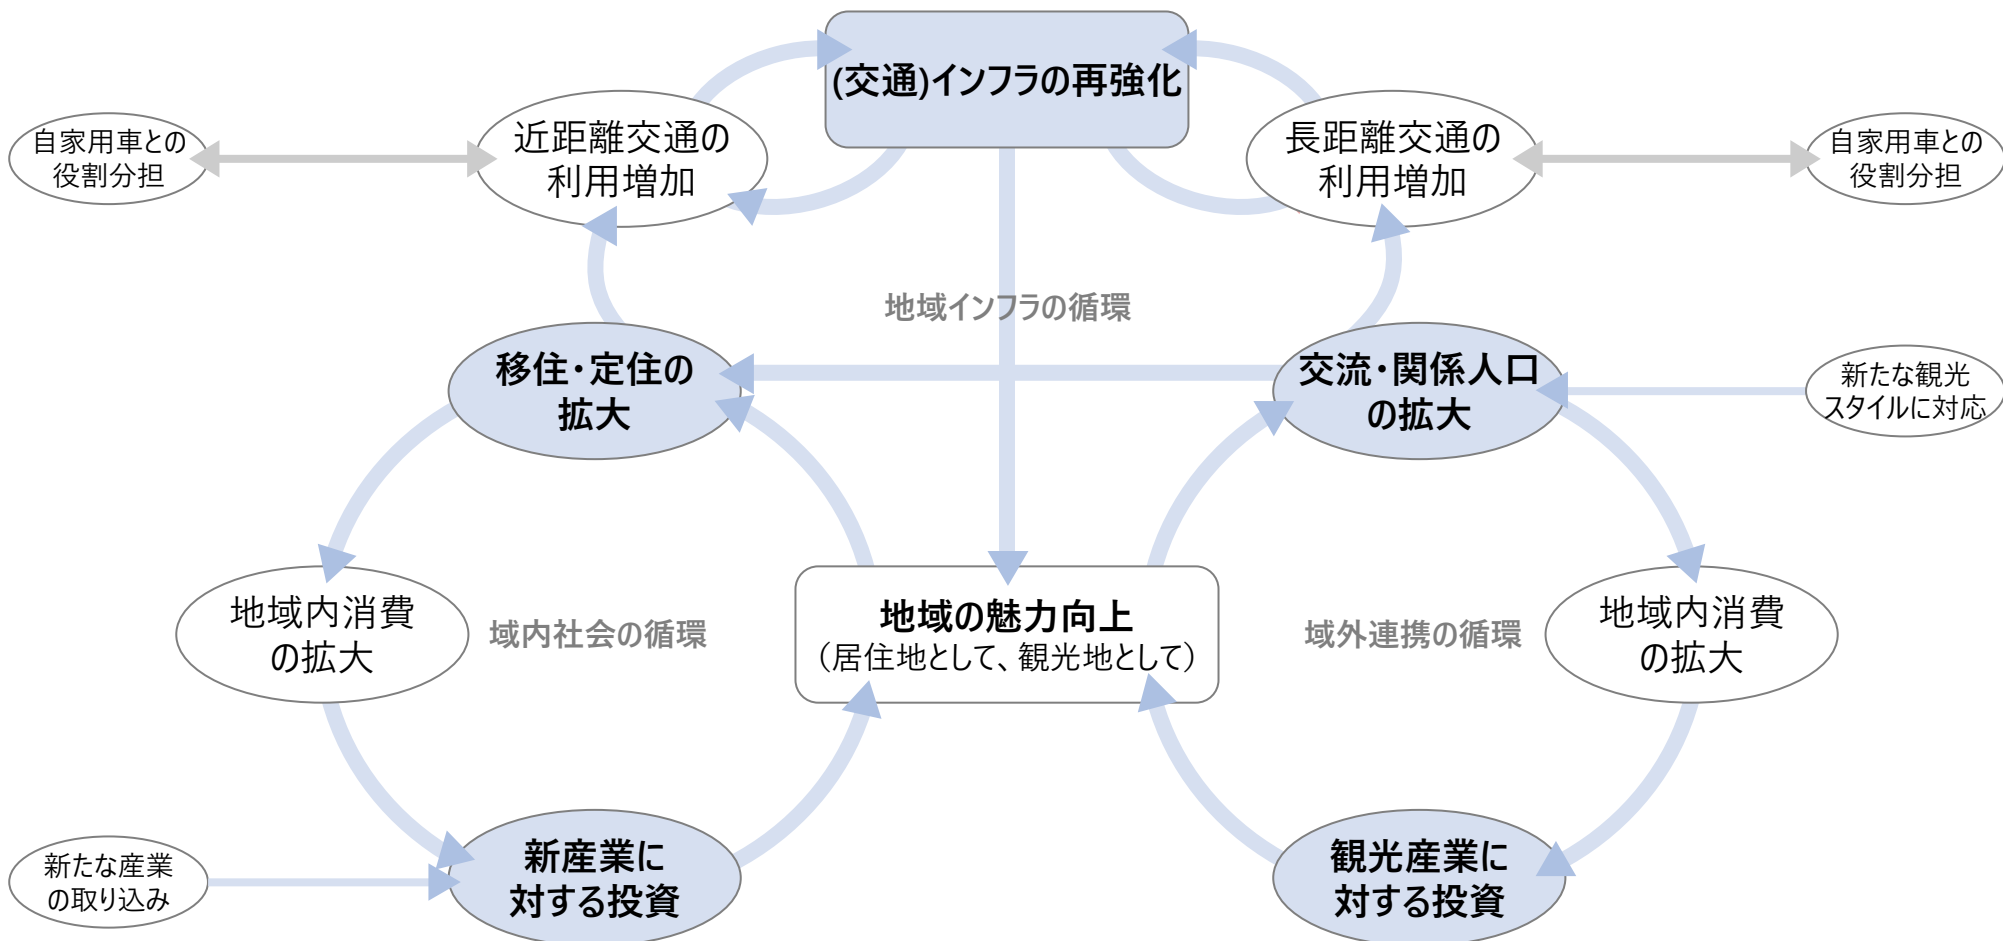 (交通)インフラの再強化
自家用車との
役割分担
近距離交通の
利用増加
長距離交通の
利用増加
自家用車との
役割分担
地域インフラの循環
移住・定住の
拡大
交流・関係人口
の拡大
新たな観光
スタイルに対応
地域内消費
の拡大
域内社会の循環
地域の魅力向上
（居住地として、観光地として）
域外連携の循環
地域内消費
の拡大
新たな産業
の取り込み
新産業に
対する投資
観光産業に
対する投資